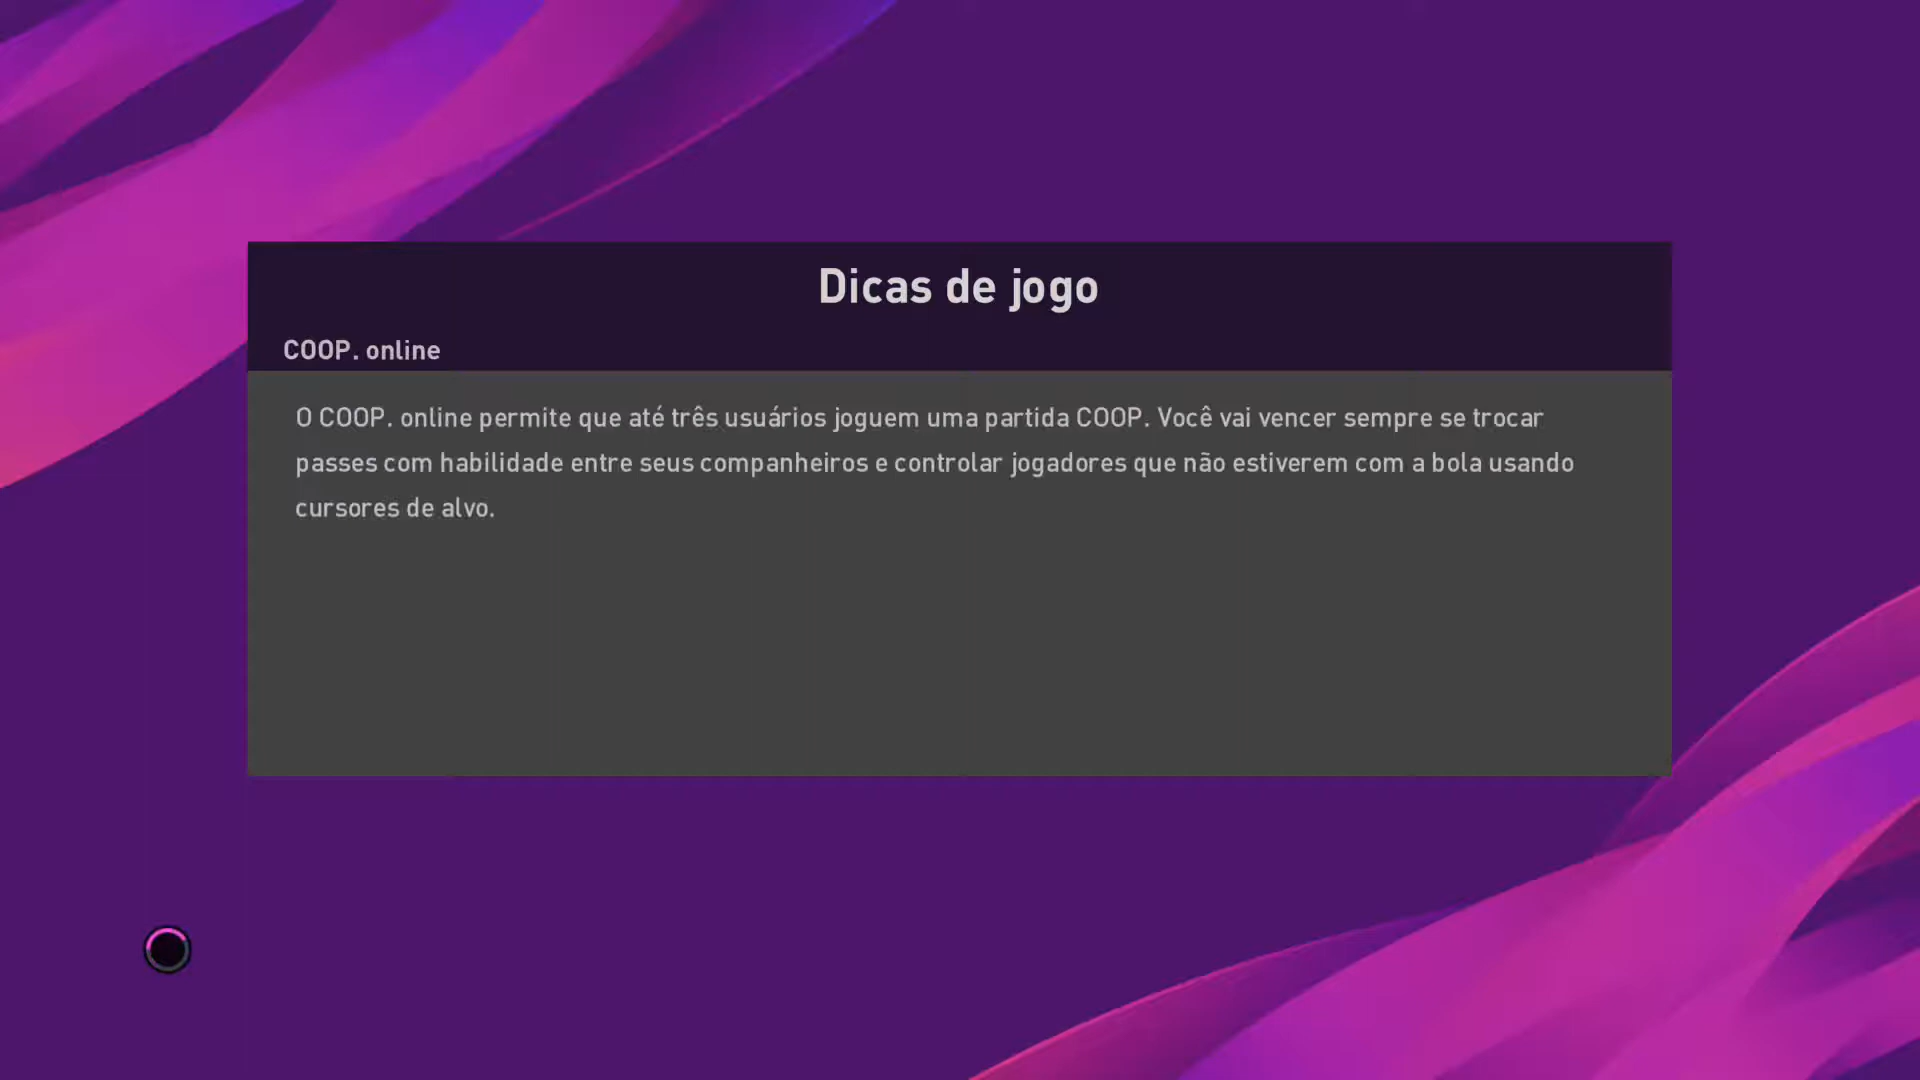 Dicas de jogo
COOP. online
O COOP. online permite que até três usuários joguem uma partida COOP. Você vai vencer sempre se trocar
passes com habilidade entre seus companheiros e controlar jogadores que não estiverem com a bola usando
cursores de alvo.